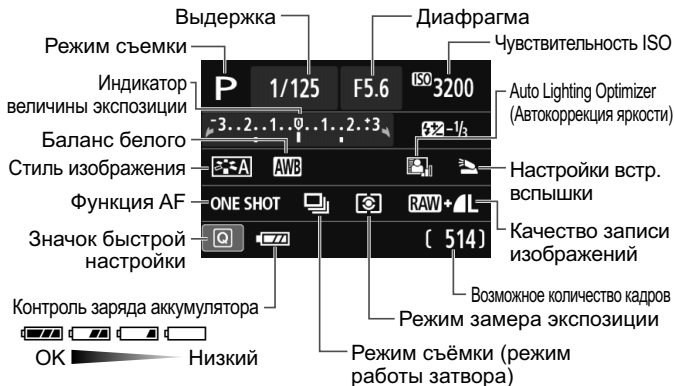 Выдержка
Диафрагма
Режим съемки
Чувствительность ISO
P 1/125 F5.6 ISO 3200
Индикатор
величины экспозиции
Auto Lighting Optimizer
(Автокоррекция яркости)
-3..2..1..0..1..2.+3
-1/3
Баланс белого
Стиль изображения
A AWB
Настройки встр.
вспышки
Функция AF
ONE SHOT RAW+L
Качество записи
изображений
Значок быстрой
настройки
Q [ 514]
Возможное количество кадров
Контроль заряда аккумулятора
Режим замера экспозиции
OK Низкий
Режим съёмки (режим
работы затвора)